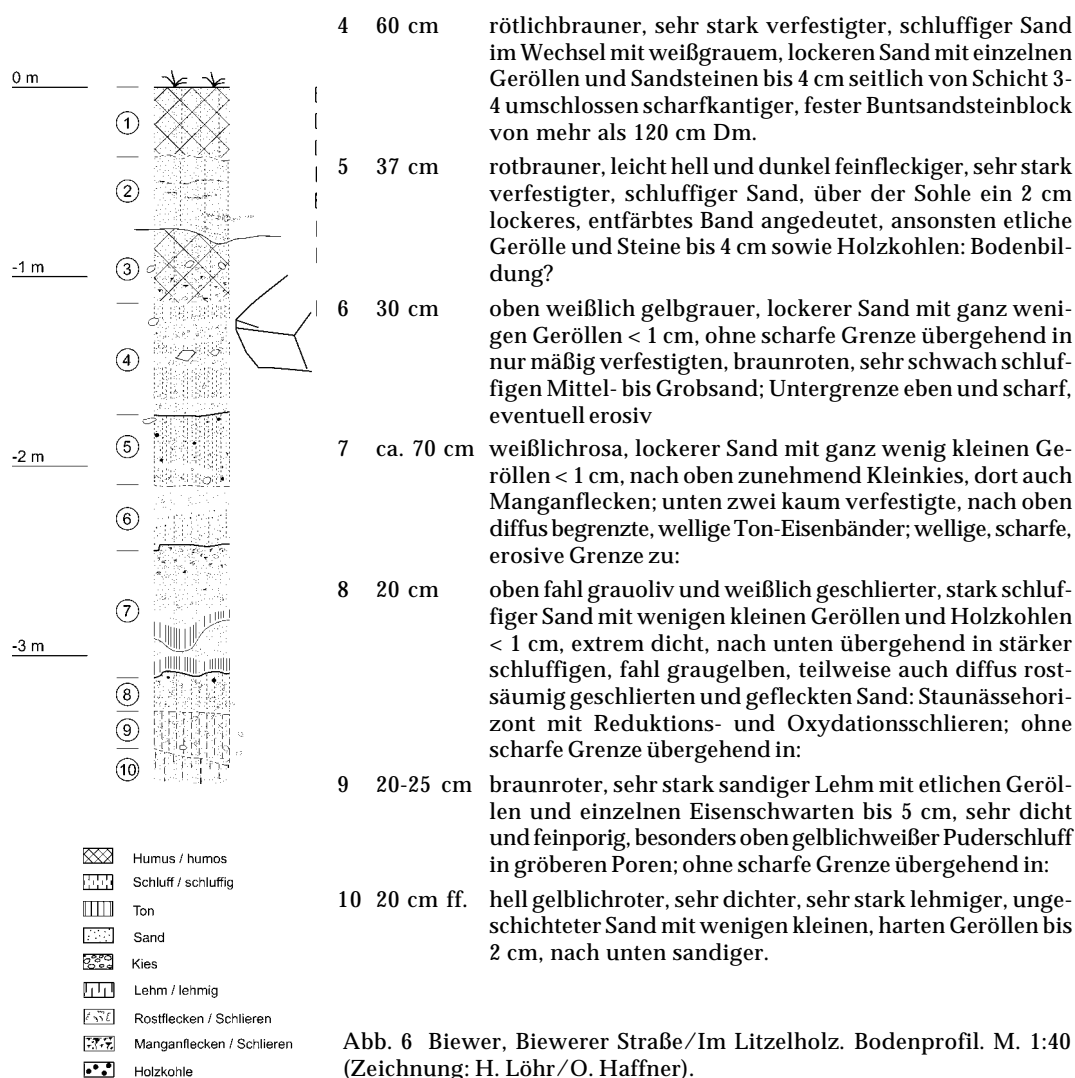 0 m
1
2
3
-1 m
4
5
-2 m
6
7
-3 m
8
9
10
Humus / humos
Schluff / schluffig
Ton
Sand
Kies
Lehm / lehmig
Rostflecken / Schlieren
Manganflecken / Schlieren
Holzkohle
4 60 cm rötlichbrauner, sehr stark verfestigter, schluffiger Sand
im Wechsel mit weißgrauem, lockeren Sand mit einzelnen
Geröllen und Sandsteinen bis 4 cm seitlich von Schicht 3-
4 umschlossen scharfkantiger, fester Buntsandsteinblock
von mehr als 120 cm Dm.
5 37 cm rotbrauner, leicht hell und dunkel feinfleckiger, sehr stark
verfestigter, schluffiger Sand, über der Sohle ein 2 cm
lockeres, entfärbtes Band angedeutet, ansonsten etliche
Gerölle und Steine bis 4 cm sowie Holzkohlen: Bodenbil-
dung?
6 30 cm oben weißlich gelbgrauer, lockerer Sand mit ganz weni-
gen Geröllen < 1 cm, ohne scharfe Grenze übergehend in
nur mäßig verfestigten, braunroten, sehr schwach schluf-
figen Mittel- bis Grobsand; Untergrenze eben und scharf,
eventuell erosiv
7 ca. 70 cm weißlichrosa, lockerer Sand mit ganz wenig kleinen Ge-
röllen < 1 cm, nach oben zunehmend Kleinkies, dort auch
Manganflecken; unten zwei kaum verfestigte, nach oben
diffus begrenzte, wellige Ton-Eisenbänder; wellige, scharfe,
erosive Grenze zu:
8 20 cm oben fahl grauoliv und weißlich geschlierter, stark schluf-
figer Sand mit wenigen kleinen Geröllen und Holzkohlen
< 1 cm, extrem dicht, nach unten übergehend in stärker
schluffigen, fahl graugelben, teilweise auch diffus rost-
säumig geschlierten und gefleckten Sand: Staunässehori-
zont mit Reduktions- und Oxydationsschlieren; ohne
scharfe Grenze übergehend in:
9 20-25 cm braunroter, sehr stark sandiger Lehm mit etlichen Geröl-
len und einzelnen Eisenschwarten bis 5 cm, sehr dicht
und feinporig, besonders oben gelblichweißer Puderschluff
in gröberen Poren; ohne scharfe Grenze übergehend in:
10 20 cm ff. hell gelblichroter, sehr dichter, sehr stark lehmiger, unge-
schichteter Sand mit wenigen kleinen, harten Geröllen bis
2 cm, nach unten sandiger.
Abb. 6 Biewer, Biewerer Straße/Im Litzelholz. Bodenprofil. M. 1:40
(Zeichnung: H. Löhr/O. Haffner).